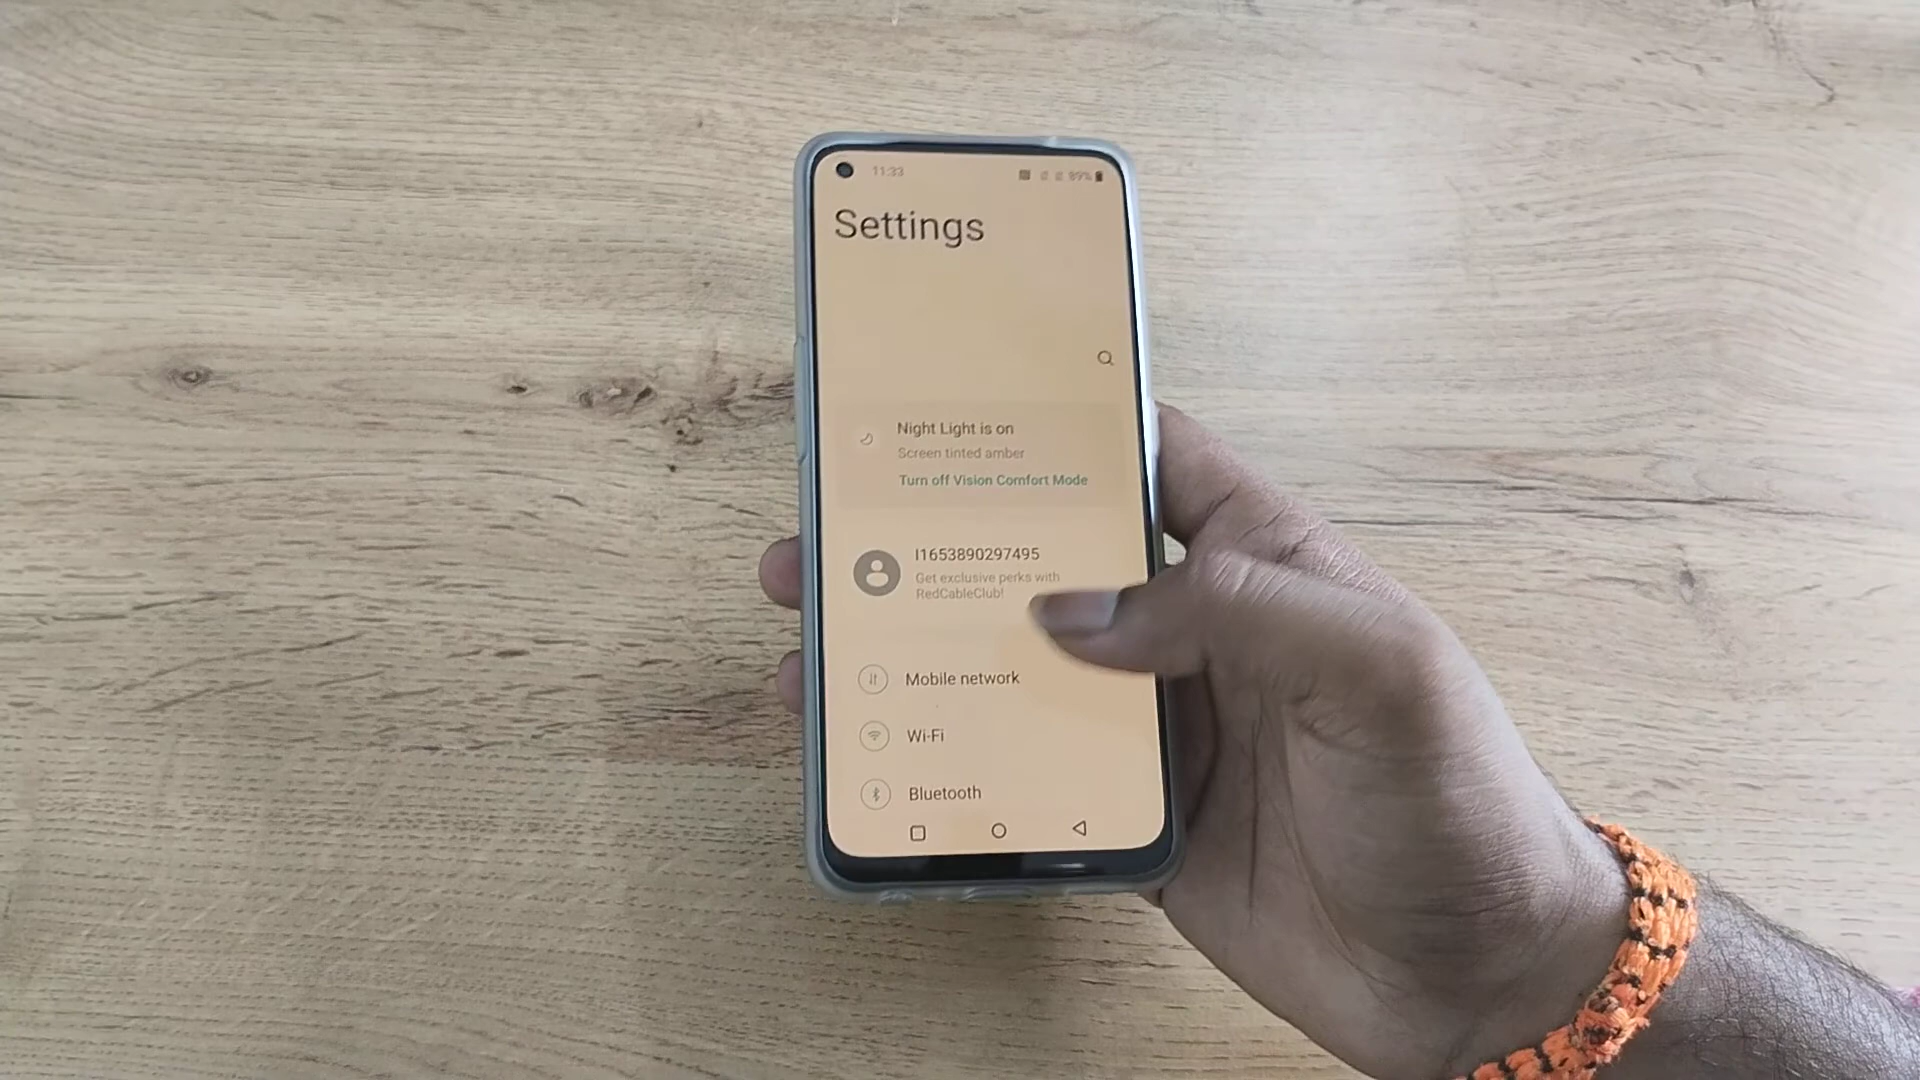 11:33
89%
Settings
Night Light is on
Screen tinted amber
Turn off Vision Comfort Mode
I1653890297495
Get exclusive perks with
RedCableClub!
Mobile network
Wi-Fi
Bluetooth